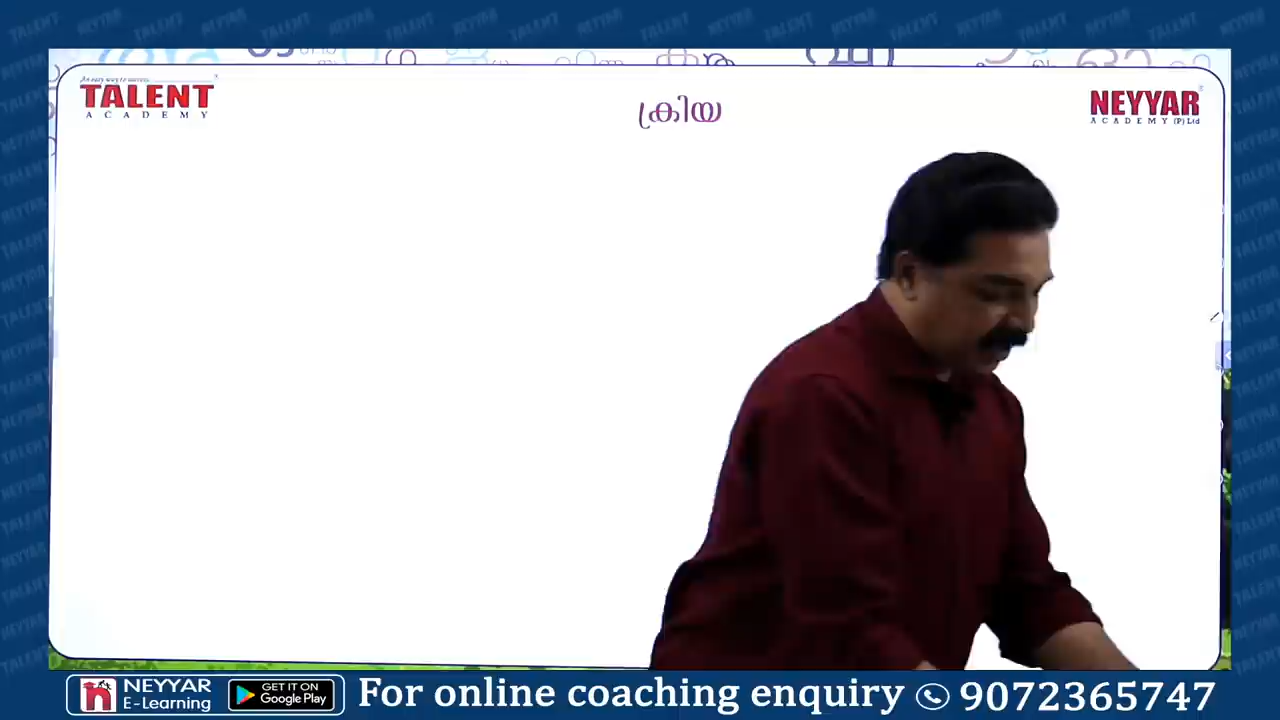 An easy way to success...
TALENT
ACADEMY
ക്രിയ
NEYYAR
ACADEMY (P) Ltd
NEYYAR
E-Learning
GET IT ON
Google Play
For online coaching enquiry 9072365747